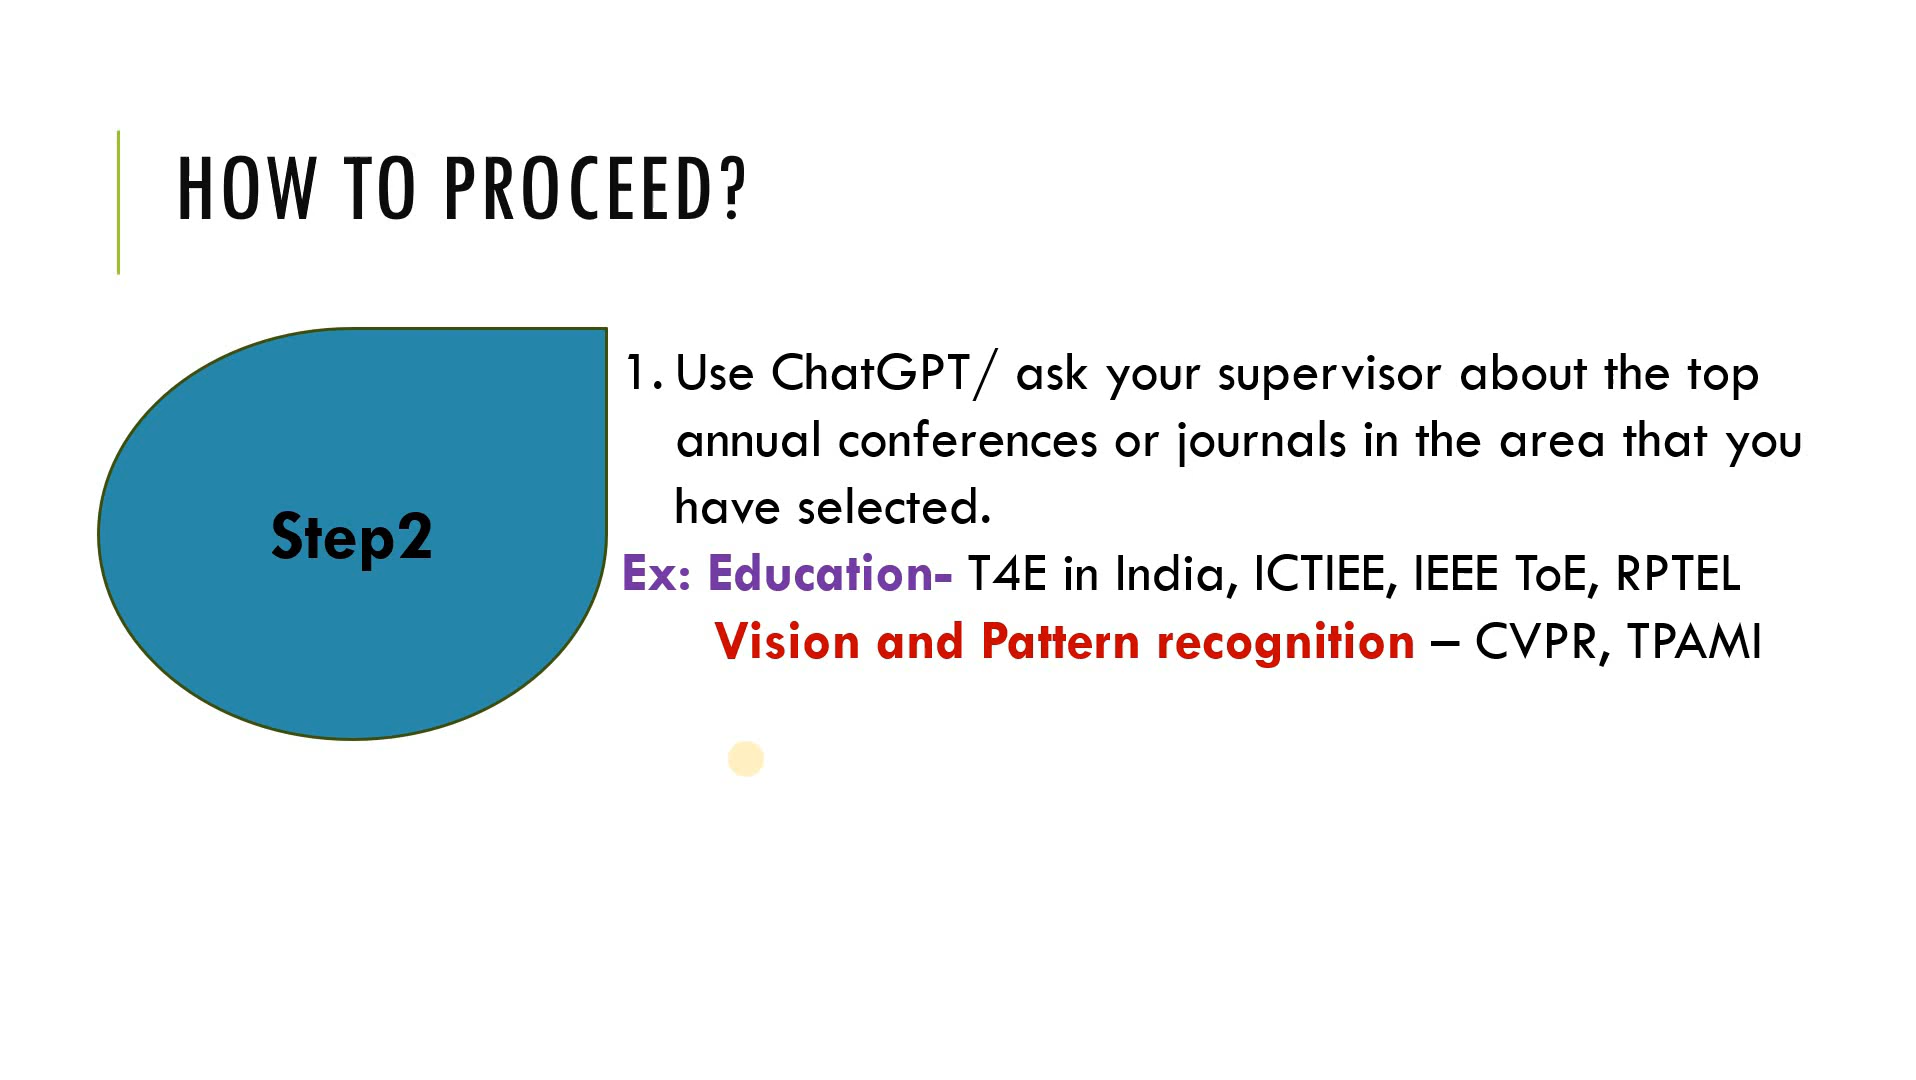 HOW TO PROCEED?
Step2
1. Use ChatGPT/ ask your supervisor about the top
annual conferences or journals in the area that you
have selected.
Ex: Education- T4E in India, ICTIEE, IEEE ToE, RPTEL
Vision and Pattern recognition – CVPR, TPAMI